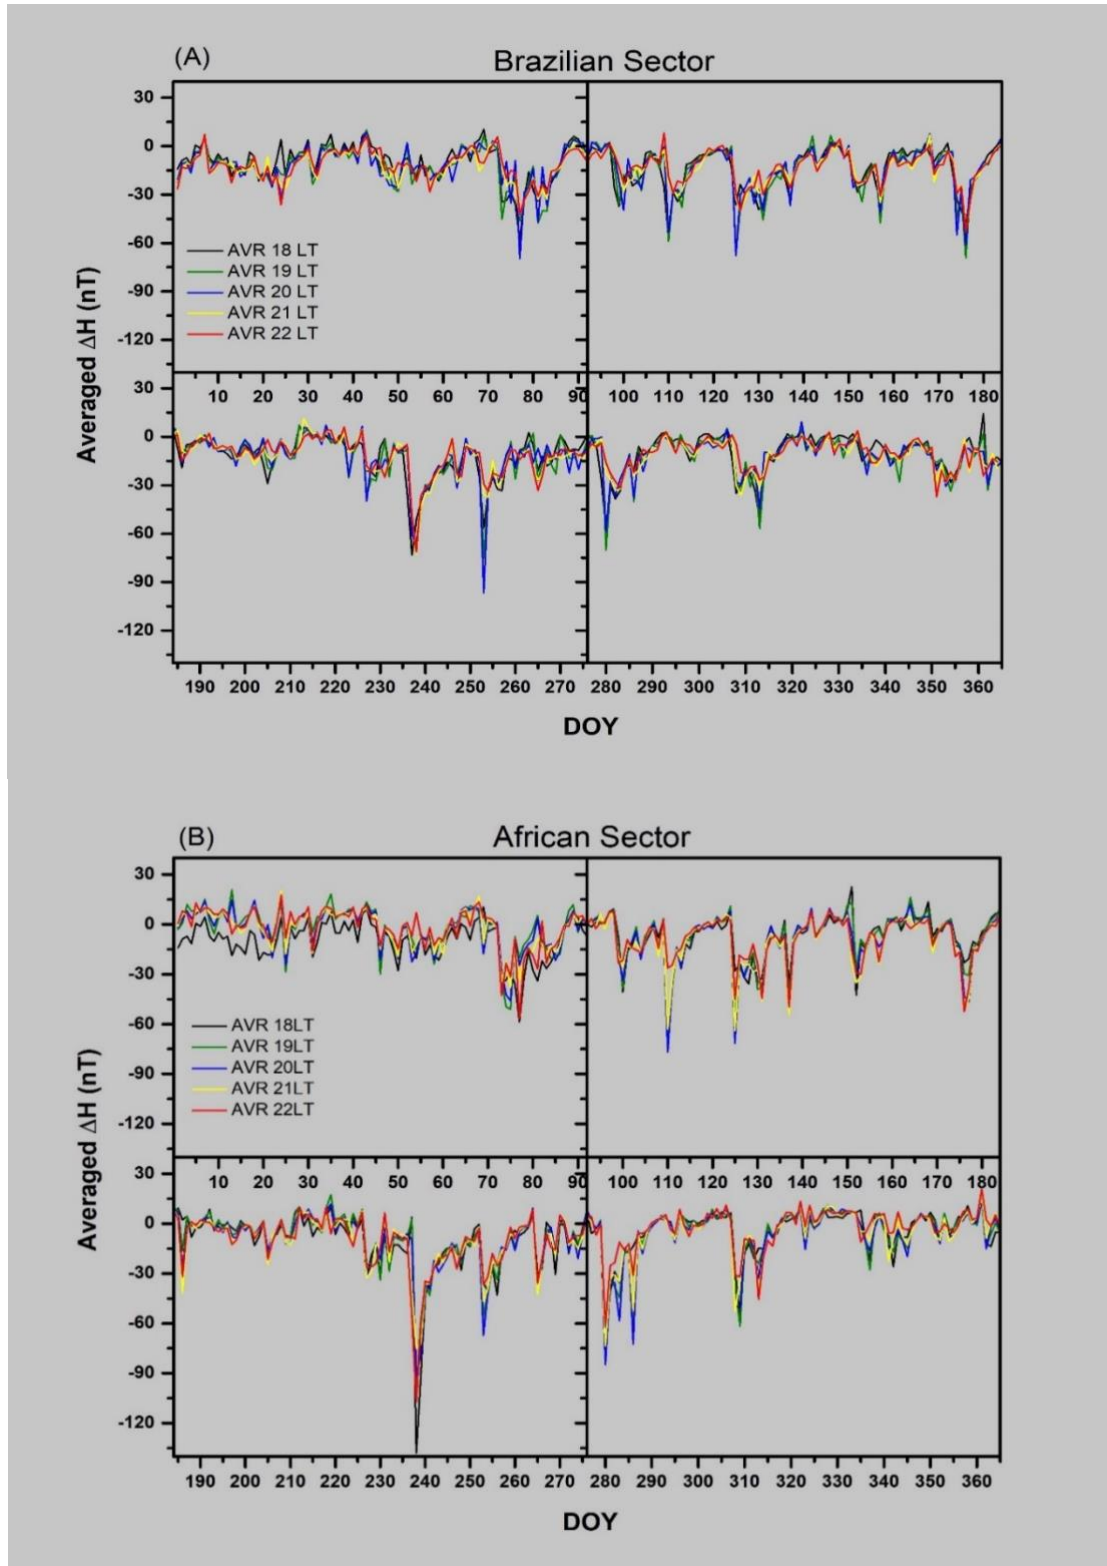 (A)
Brazilian Sector
30
0
-30
-60
-90
-120
AVR 18 LT
AVR 19 LT
AVR 20 LT
AVR 21 LT
AVR 22 LT
10 20 30 40 50 60 70 80 90 100 110 120 130 140 150 160 170 180
30
0
-30
-60
-90
-120
Averaged ΔH (nT)
190 200 210 220 230 240 250 260 270 280 290 300 310 320 330 340 350 360
DOY
(B)
African Sector
30
0
-30
-60
-90
-120
AVR 18LT
AVR 19LT
AVR 20LT
AVR 21LT
AVR 22LT
10 20 30 40 50 60 70 80 90 100 110 120 130 140 150 160 170 180
30
0
-30
-60
-90
-120
Averaged ΔH (nT)
190 200 210 220 230 240 250 260 270 280 290 300 310 320 330 340 350 360
DOY